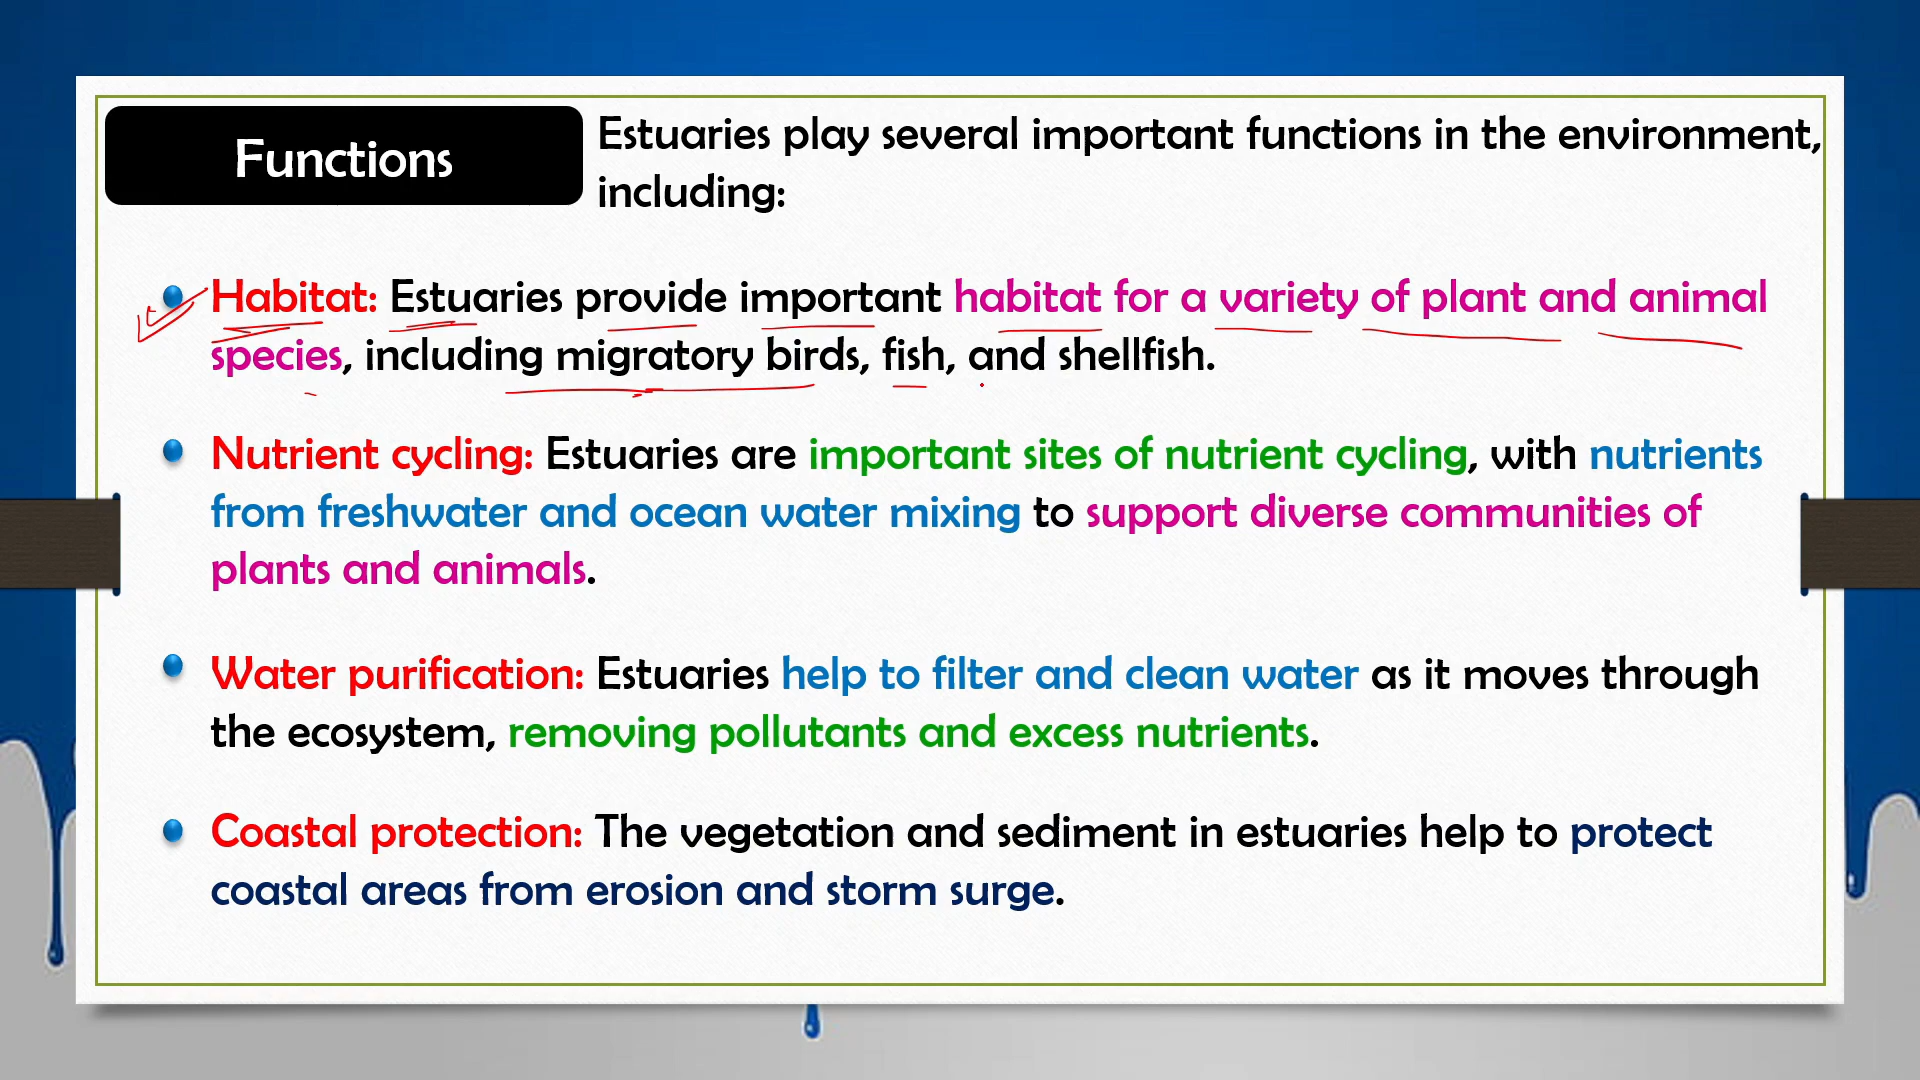 Functions
Estuaries play several important functions in the environment,
including:
Habitat: Estuaries provide important habitat for a variety of plant and animal
species, including migratory birds, fish, and shellfish.
Nutrient cycling: Estuaries are important sites of nutrient cycling, with nutrients
from freshwater and ocean water mixing to support diverse communities of
plants and animals.
Water purification: Estuaries help to filter and clean water as it moves through
the ecosystem, removing pollutants and excess nutrients.
Coastal protection: The vegetation and sediment in estuaries help to protect
coastal areas from erosion and storm surge.